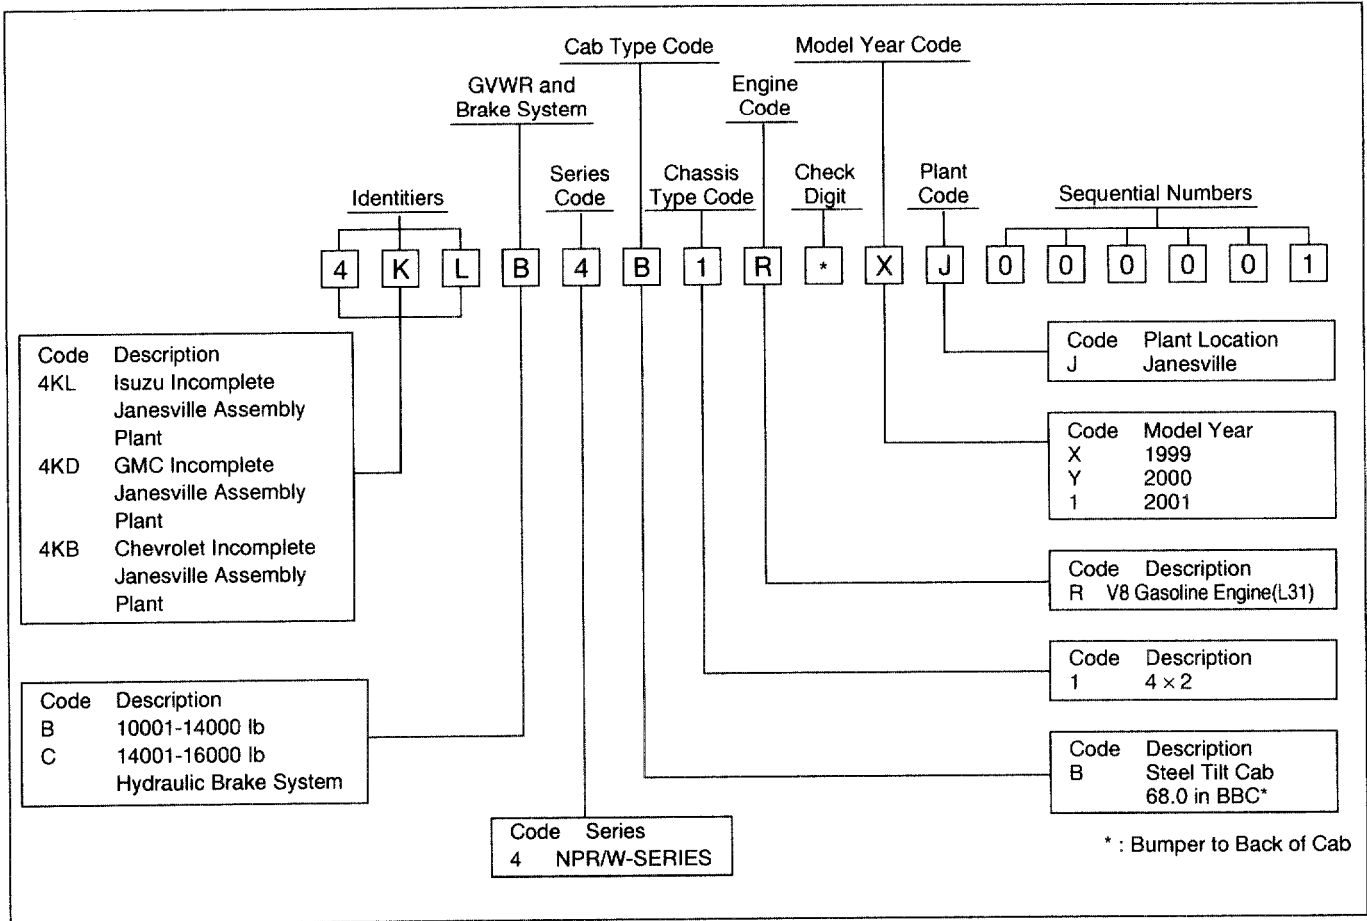 Cab Type Code
Model Year Code
GVWR and
Brake System
Engine
Code
Identitiers
Series
Code
Chassis
Type Code
Check
Digit
Plant
Code
Sequential Numbers
4 K L B 4 B 1 R * X J 0 0 0 0 0 1
Code Description
4KL Isuzu Incomplete
Janesville Assembly
Plant
4KD GMC Incomplete
Janesville Assembly
Plant
4KB Chevrolet Incomplete
Janesville Assembly
Plant
Code Description
B 10001-14000 lb
C 14001-16000 lb
Hydraulic Brake System
Code Series
4 NPR/W-SERIES
Code Plant Location
J Janesville
Code Model Year
X 1999
Y 2000
1 2001
Code Description
R V8 Gasoline Engine(L31)
Code Description
1 4 × 2
Code Description
B Steel Tilt Cab
68.0 in BBC*
* : Bumper to Back of Cab